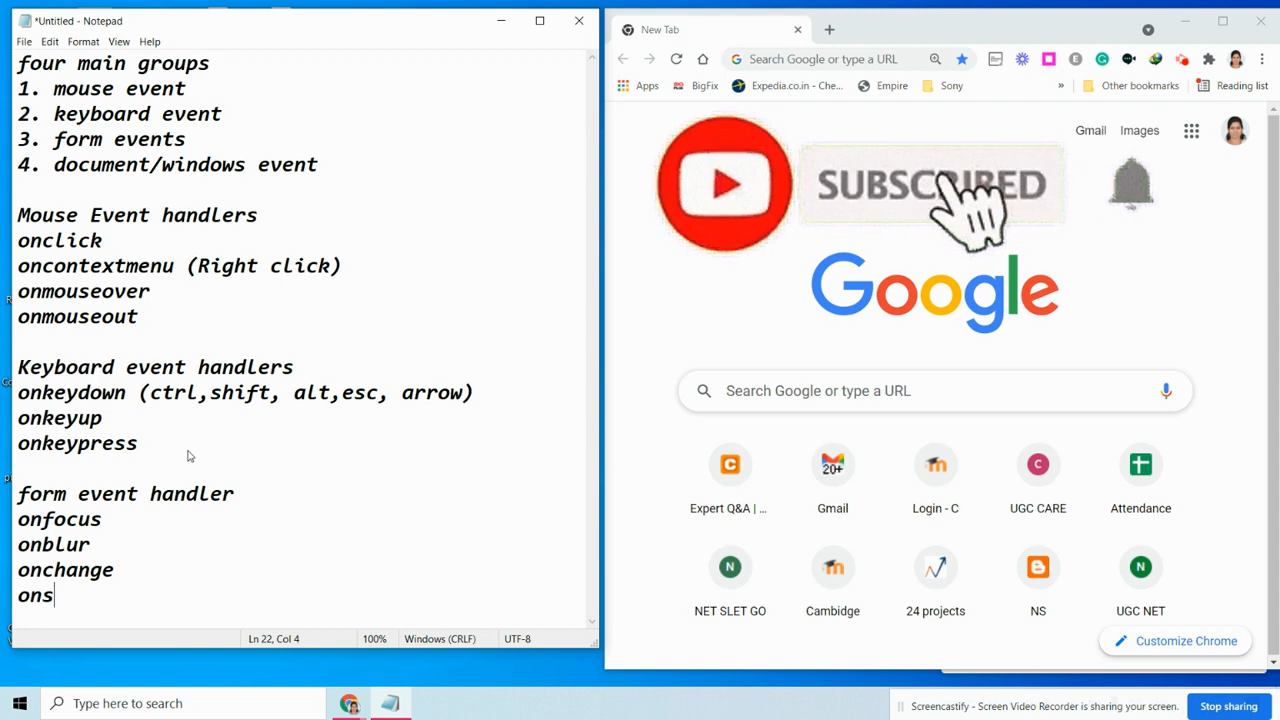 *Untitled - Notepad
File Edit Format View Help
four main groups
1. mouse event
2. keyboard event
3. form events
4. document/windows event
Mouse Event handlers
onclick
oncontextmenu (Right click)
onmouseover
onmouseout
Keyboard event handlers
onkeydown (ctrl,shift, alt,esc, arrow)
onkeyup
onkeypress
form event handler
onfocus
onblur
onchange
ons
Ln 22, Col 4 100% Windows (CRLF) UTF-8
New Tab
Search Google or type a URL
Apps BigFix Expedia.co.in - Che... Empire Sony » Other bookmarks Reading list
Gmail Images
SUBSCRIBED
Google
Search Google or type a URL
C 20+ C
Expert Q&A | ... Gmail Login - C UGC CARE Attendance
N N
NET SLET GO Cambidge 24 projects NS UGC NET
Customize Chrome
Type here to search
Screencastify - Screen Video Recorder is sharing your screen. Stop sharing